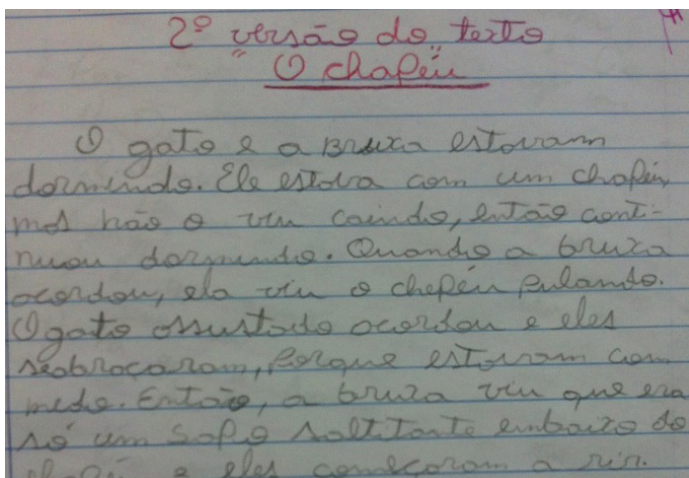 2º versão do texto
"O chapéu"
O gato e a Bruxa estavam
dormindo. Ele estava com um chapéu,
mas não o viu caindo, então conti-
nuou dormindo. Quando a bruxa
acordou, ela viu o chepéu pulando.
O gato assustado acordou e eles
seabraçaram, porque estavam com
medo. Então, a bruxa viu que era
só um sapo saltitante embaixo do
chapéu e eles começaram a rir.